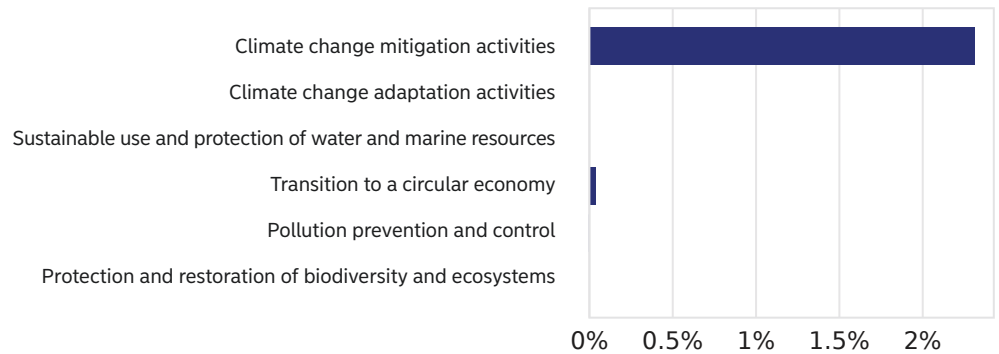 Climate change mitigation activities
Climate change adaptation activities
Sustainable use and protection of water and marine resources
Transition to a circular economy
Pollution prevention and control
Protection and restoration of biodiversity and ecosystems
0% 0.5% 1% 1.5% 2%